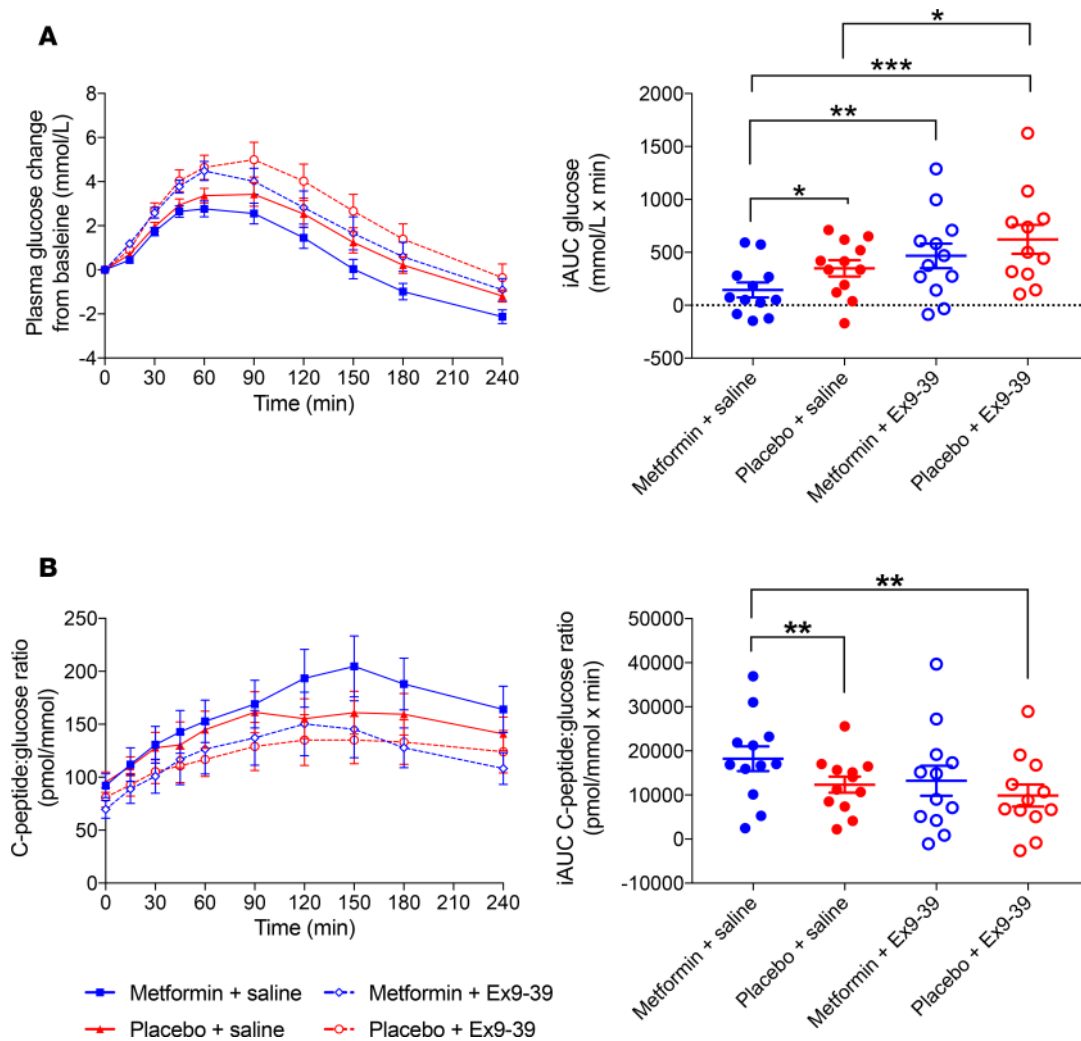 A
Plasma glucose change
from basleine (mmol/L)
8
6
4
2
0
-2
-4
0 30 60 90 120 150 180 210 240
Time (min)
iAUC glucose
(mmol/L x min)
2000
1500
1000
500
0
-500
*
***
**
*
Metformin + saline
Placebo + saline
Metformin + Ex9-39
Placebo + Ex9-39
B
C-peptide:glucose ratio
(pmol/mmol)
250
200
150
100
50
0
0 30 60 90 120 150 180 210 240
Time (min)
iAUC C-peptide:glucose ratio
(pmol/mmol x min)
50000
40000
30000
20000
10000
0
-10000
**
**
Metformin + saline
Placebo + saline
Metformin + Ex9-39
Placebo + Ex9-39
Metformin + saline Metformin + Ex9-39
Placebo + saline Placebo + Ex9-39